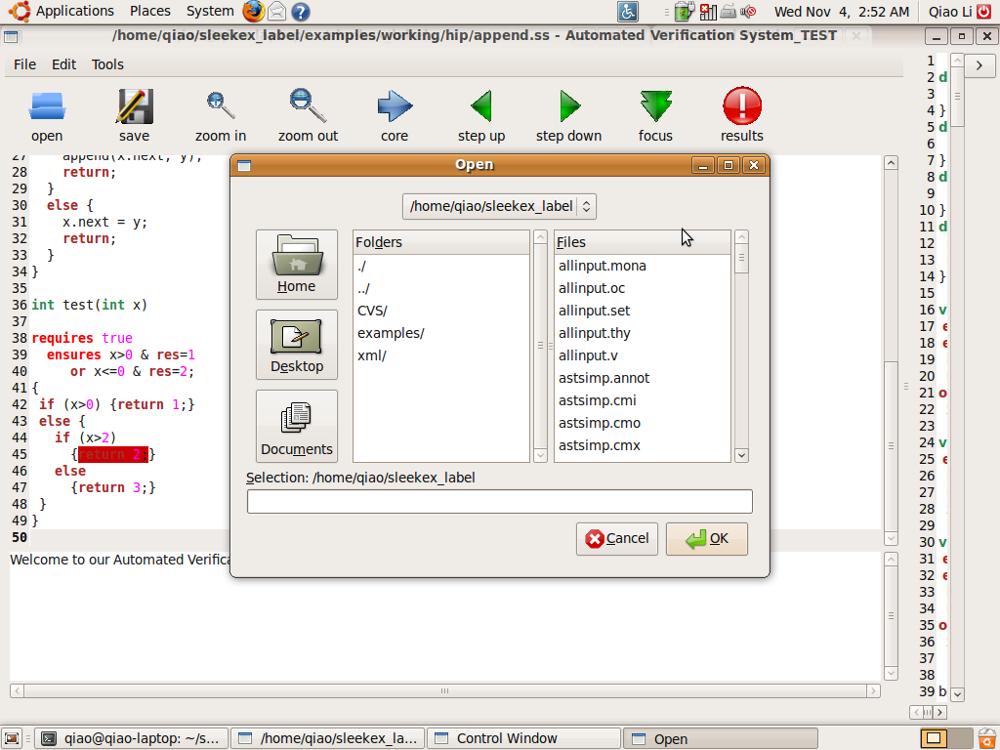 Applications Places System Wed Nov 4, 2:52 AM Qiao Li
/home/qiao/sleekex_label/examples/working/hip/append.ss - Automated Verification System_TEST
File Edit Tools
open save zoom in zoom out core step up step down focus results
27 append(x.next, y);
28 return;
29 }
30 else {
31 x.next = y;
32 return;
33 }
34 }
35
36 int test(int x)
37
38 requires true
39 ensures x>0 & res=1
40 or x<=0 & res=2;
41 {
42 if (x>0) {return 1;}
43 else {
44 if (x>2)
45 {return 2;}
46 else
47 {return 3;}
48 }
49 }
50
Welcome to our Automated Verifica
Open
/home/qiao/sleekex_label
Home
Desktop
Documents
Folders
./
../
CVS/
examples/
xml/
Files
allinput.mona
allinput.oc
allinput.set
allinput.thy
allinput.v
astsimp.annot
astsimp.cmi
astsimp.cmo
astsimp.cmx
Selection: /home/qiao/sleekex_label
Cancel OK
1
2 d
3
4 }
5 d
6
7 }
8 d
9
10 }
11 d
12
13
14 }
15
16 v
17 e
18 e
19
20
21 o
22
23
24 v
25 e
26
27
28
29
30 v
31 e
32 e
33
34
35 o
36
37
38
39 b
qiao@qiao-laptop: ~/s... /home/qiao/sleekex_la... Control Window Open